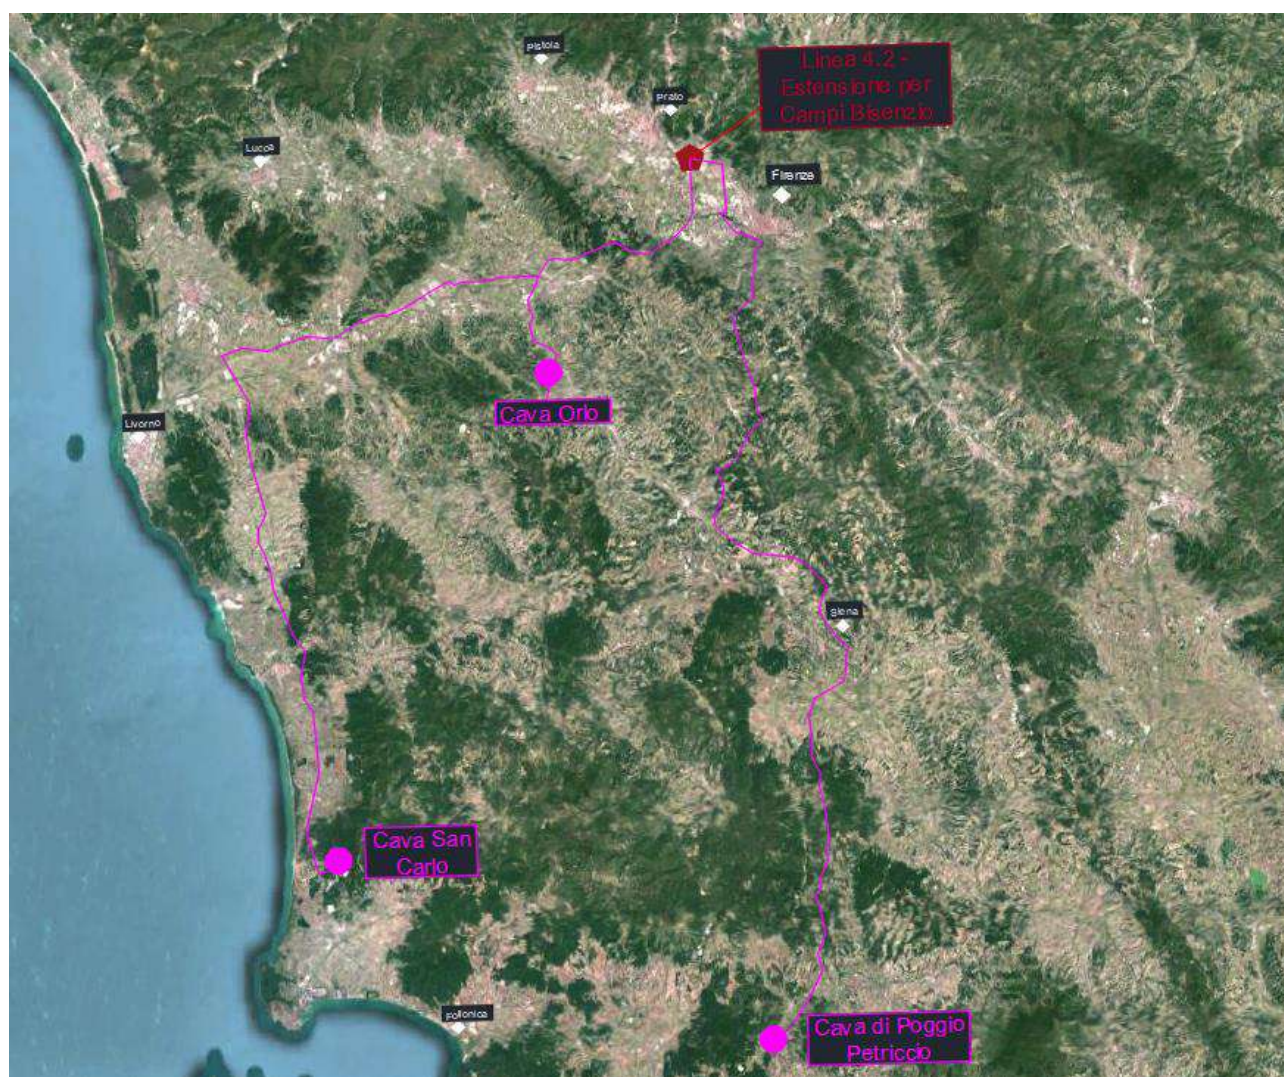 Pistoia
Linea 4.2 -
Estensione per
Campi Bisenzio
Prato
Lucca
Firenze
Cava Orlo
Livorno
Siena
Cava San
Carlo
Follonica
Cava di Poggio
Petriccio